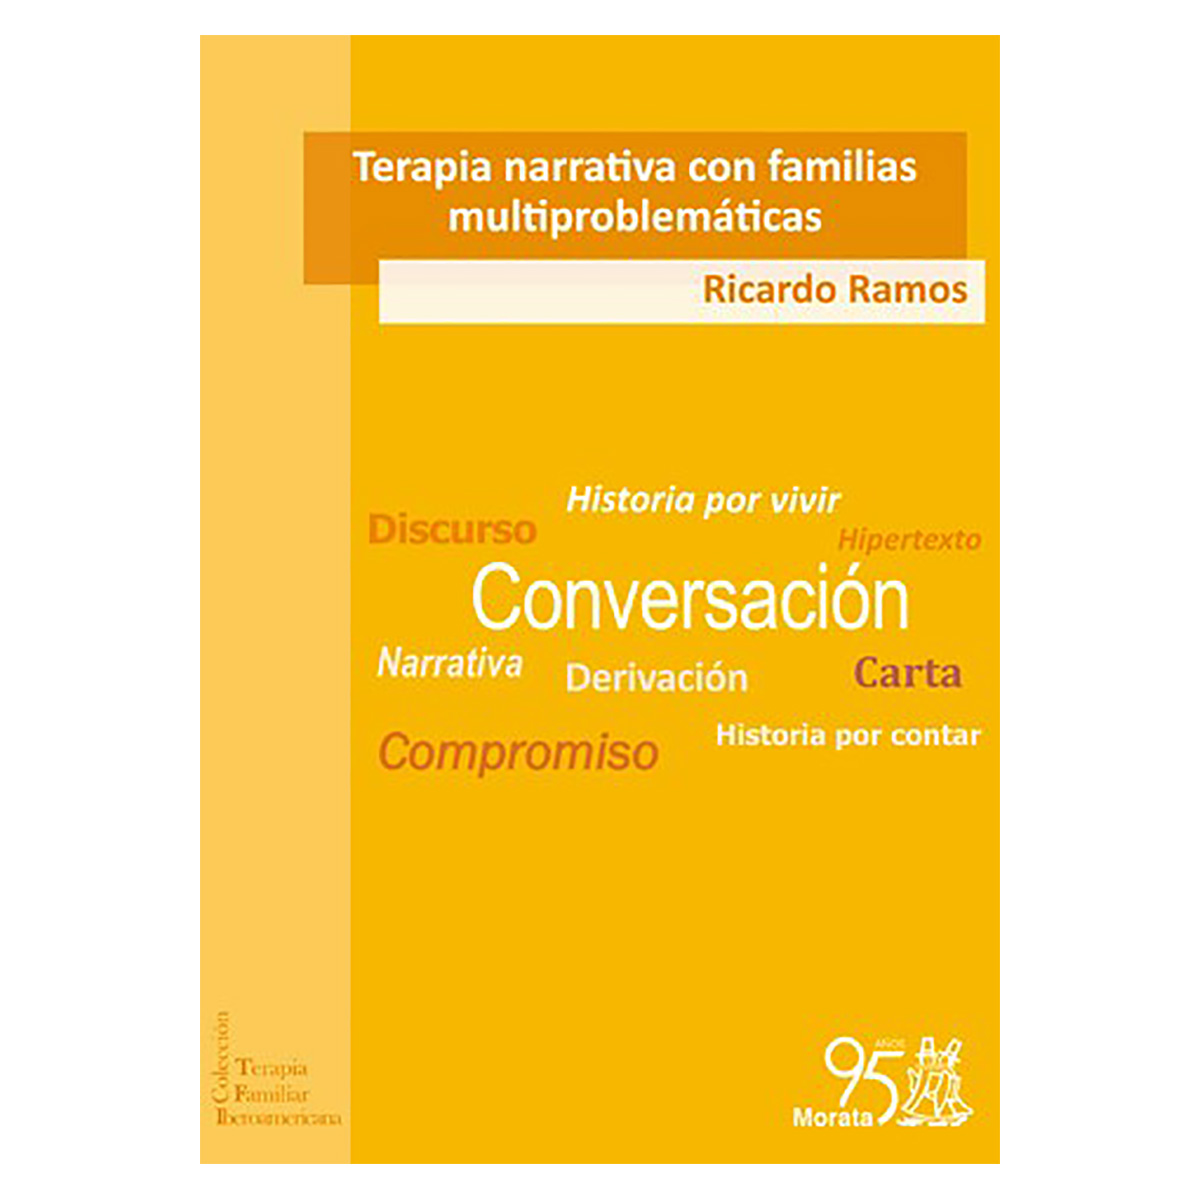 Terapia narrativa con familias
multiproblemáticas
Ricardo Ramos
Historia por vivir
Discurso
Hipertexto
Conversación
Narrativa
Derivación
Carta
Historia por contar
Compromiso
Colección
Terapia
Familiar
Iberoamericana
95 AÑOS
Morata